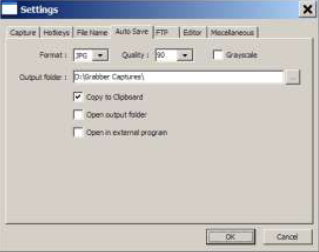 Settings
Capture Hotkeys File Name Auto Save FTP Editor Miscellaneous
Format : JPG Quality : 90 Grayscale
Output folder : D:\Grabber Captures\ ...
Copy to Clipboard
Open output folder
Open in external program
OK Cancel